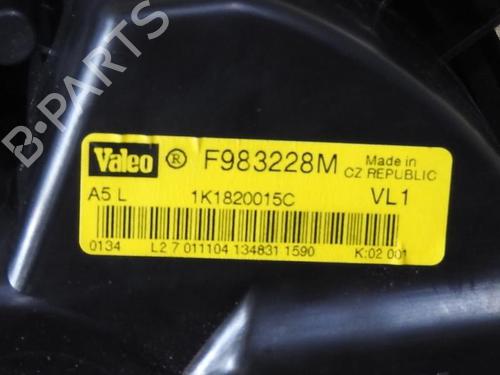 B-PARTS
Valeo ® F983228M Made in
CZ REPUBLIC
A5 L 1K1820015C VL1
0134 L2 7 011104 134831 1590 K:02 001